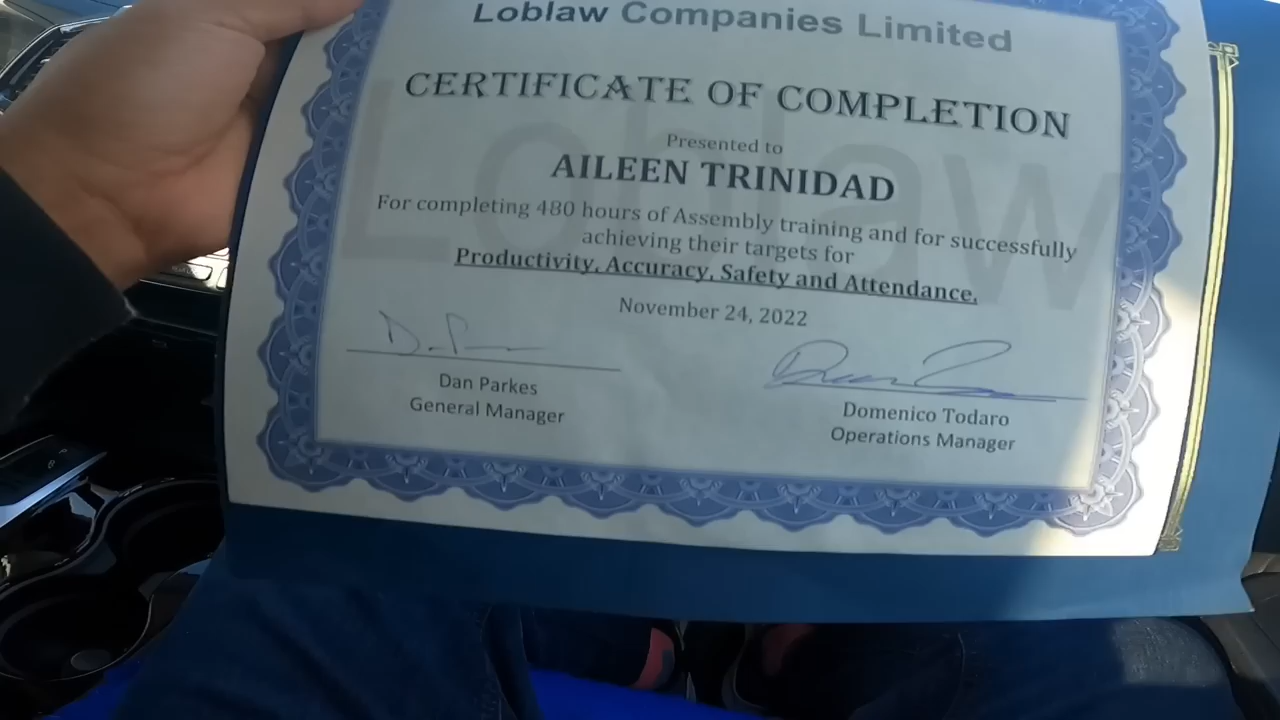 Loblaw Companies Limited
CERTIFICATE OF COMPLETION
Presented to
AILEEN TRINIDAD
For completing 480 hours of Assembly training and for successfully
achieving their targets for
Productivity, Accuracy, Safety and Attendance.
November 24, 2022
Dan Parkes
General Manager
Domenico Todaro
Operations Manager
Loblaw